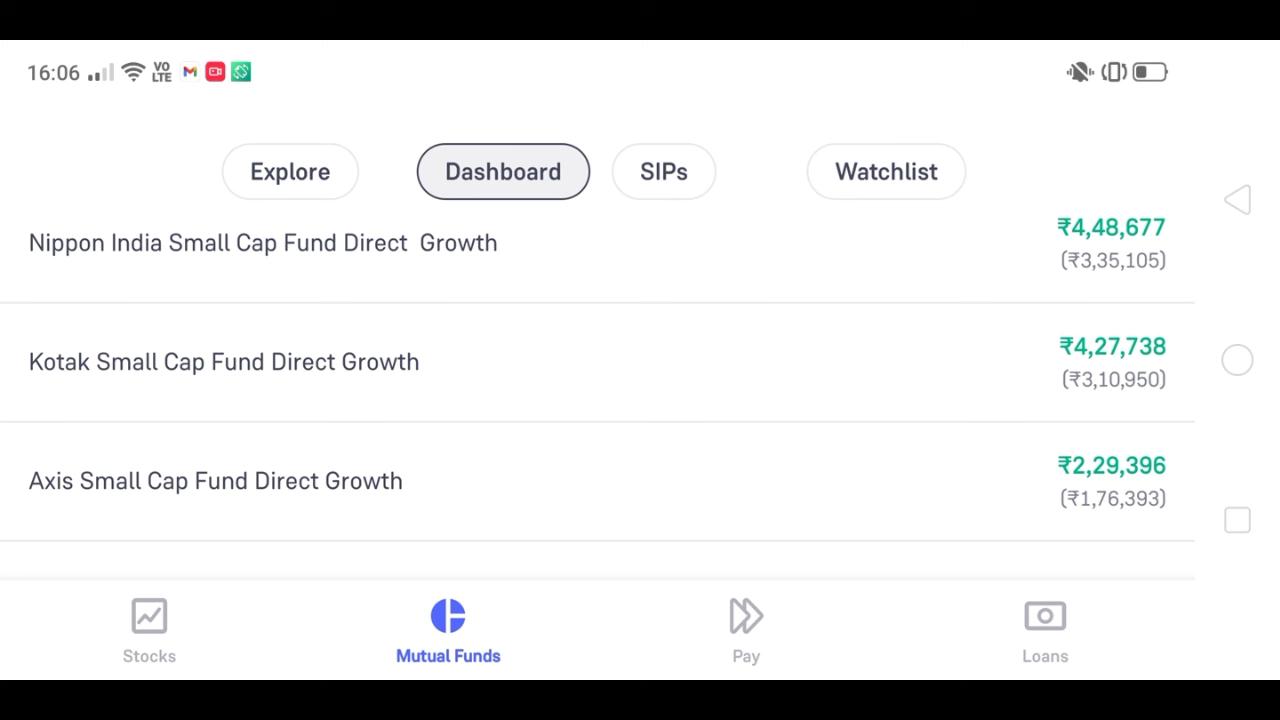 16:06 VO LTE
Explore Dashboard SIPs Watchlist
Nippon India Small Cap Fund Direct  Growth
₹4,48,677
(₹3,35,105)
Kotak Small Cap Fund Direct Growth
₹4,27,738
(₹3,10,950)
Axis Small Cap Fund Direct Growth
₹2,29,396
(₹1,76,393)
Stocks Mutual Funds Pay Loans